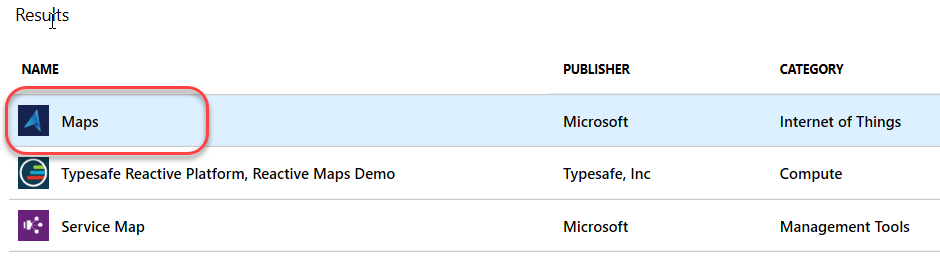 Results
NAME PUBLISHER CATEGORY
Maps Microsoft Internet of Things
Typesafe Reactive Platform, Reactive Maps Demo Typesafe, Inc Compute
Service Map Microsoft Management Tools